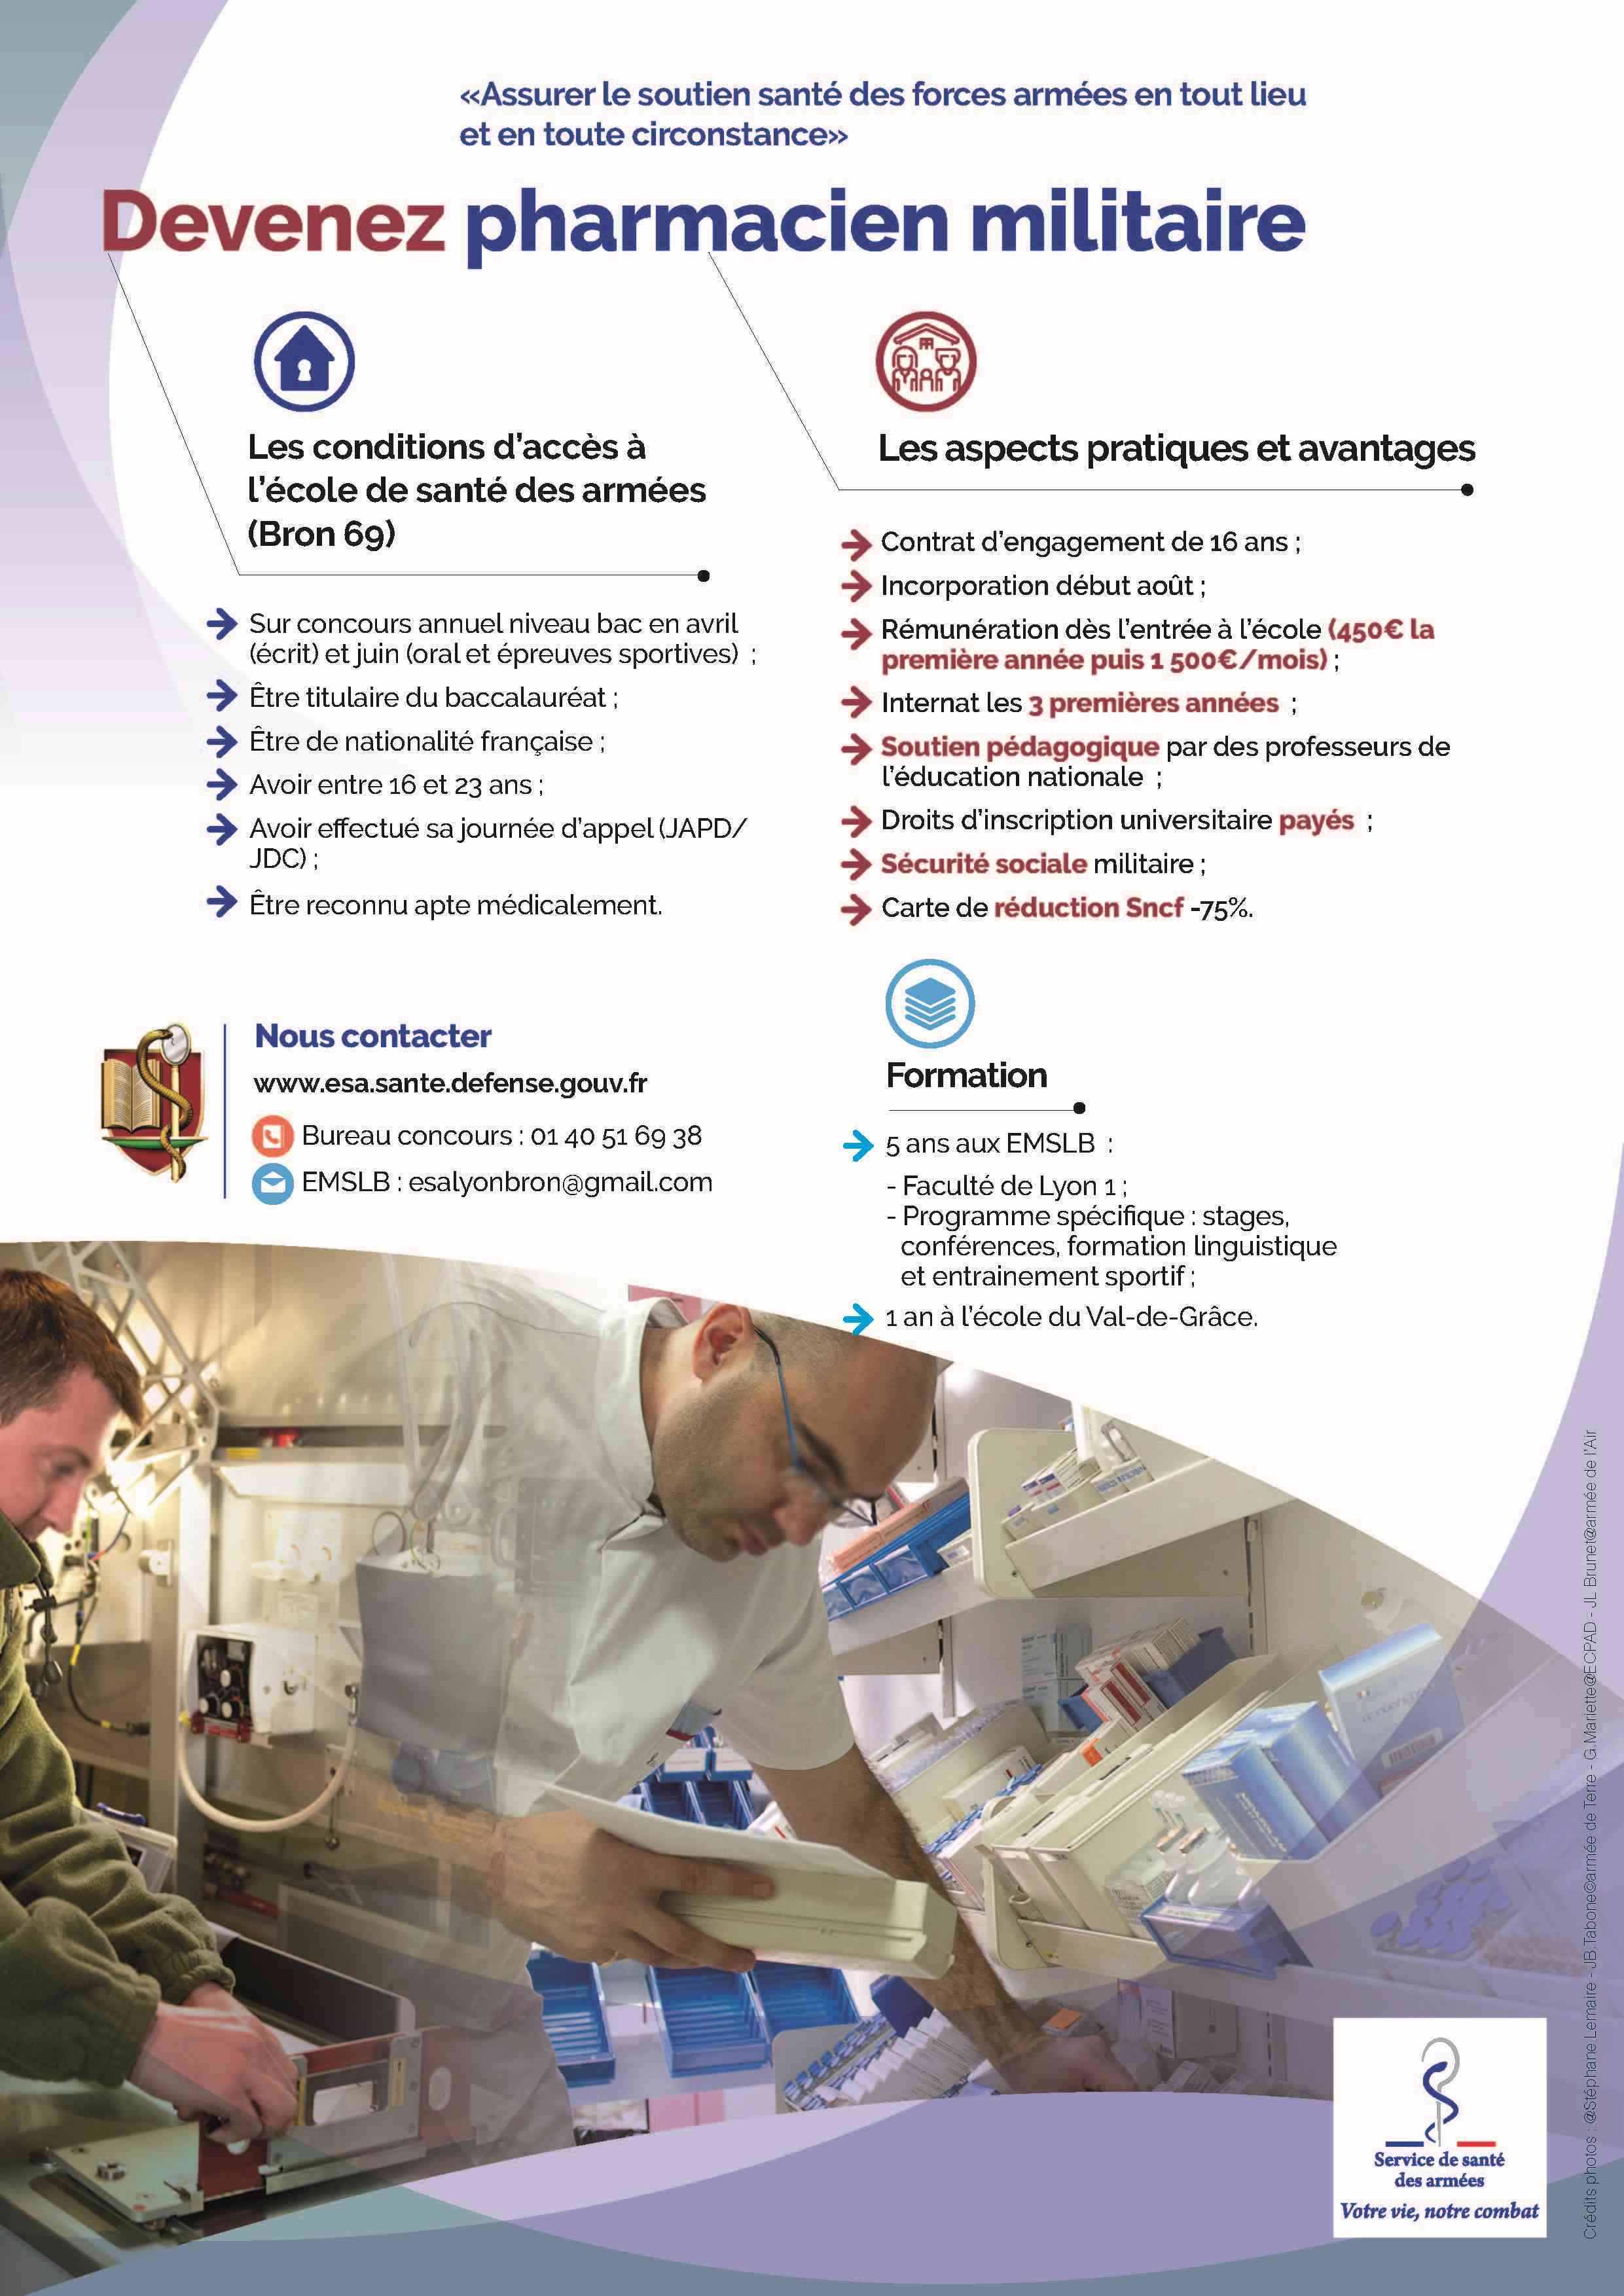 «Assurer le soutien santé des forces armées en tout lieu
et en toute circonstance»
Devenez pharmacien militaire
Les conditions d'accès à
l'école de santé des armées
(Bron 69)
Sur concours annuel niveau bac en avril
(écrit) et juin (oral et épreuves sportives) ;
Être titulaire du baccalauréat ;
Être de nationalité française ;
Avoir entre 16 et 23 ans ;
Avoir effectué sa journée d'appel (JAPD/
JDC) ;
Être reconnu apte médicalement.
Les aspects pratiques et avantages
Contrat d'engagement de 16 ans ;
Incorporation début août ;
Rémunération dès l'entrée à l'école (450€ la
première année puis 1 500€/mois) ;
Internat les 3 premières années ;
Soutien pédagogique par des professeurs de
l'éducation nationale ;
Droits d'inscription universitaire payés ;
Sécurité sociale militaire ;
Carte de réduction Sncf -75%.
Nous contacter
www.esa.sante.defense.gouv.fr
Bureau concours : 01 40 51 69 38
EMSLB : esalyonbron@gmail.com
Formation
5 ans aux EMSLB :
- Faculté de Lyon 1 ;
- Programme spécifique : stages,
conférences, formation linguistique
et entrainement sportif ;
1 an à l'école du Val-de-Grâce.
Crédits photos : @Stéphane Lemaire - JB.Tabone©armée de Terre - G.Mariette@ECPAD - JL Brunet@armée de l'Air
Service de santé
des armées
Votre vie, notre combat